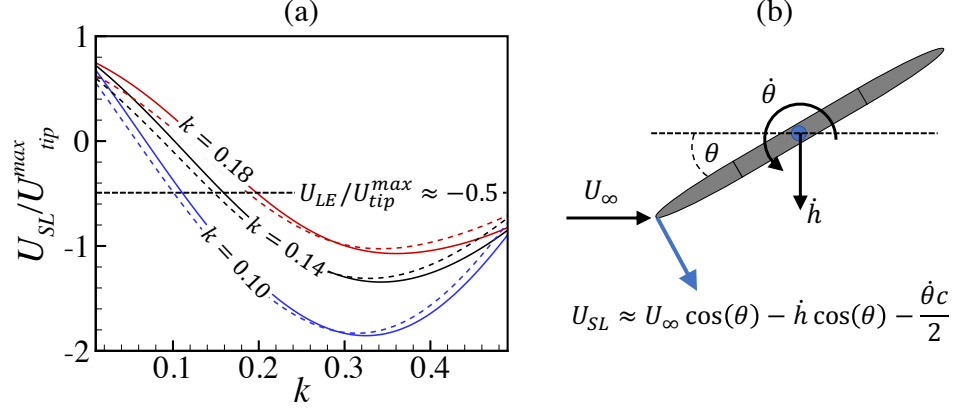 (a)
(b)
1
0
-1
-2
U_SL/U_tip^max
k = 0.18
k = 0.14
k = 0.10
U_LE/U_tip^max ≈ −0.5
0.1 0.2 0.3 0.4
k
θ̇
θ
U_∞
ḣ
U_SL ≈ U_∞ cos(θ) − ḣ cos(θ) − θ̇c/2